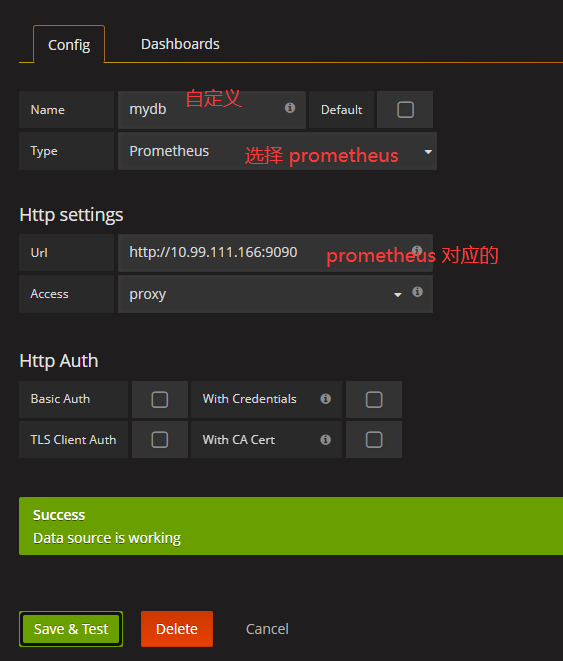 Config Dashboards
Name mydb 自定义 Default
Type Prometheus 选择 prometheus
Http settings
Url http://10.99.111.166:9090 prometheus 对应的
Access proxy
Http Auth
Basic Auth With Credentials
TLS Client Auth With CA Cert
Success
Data source is working
Save & Test Delete Cancel